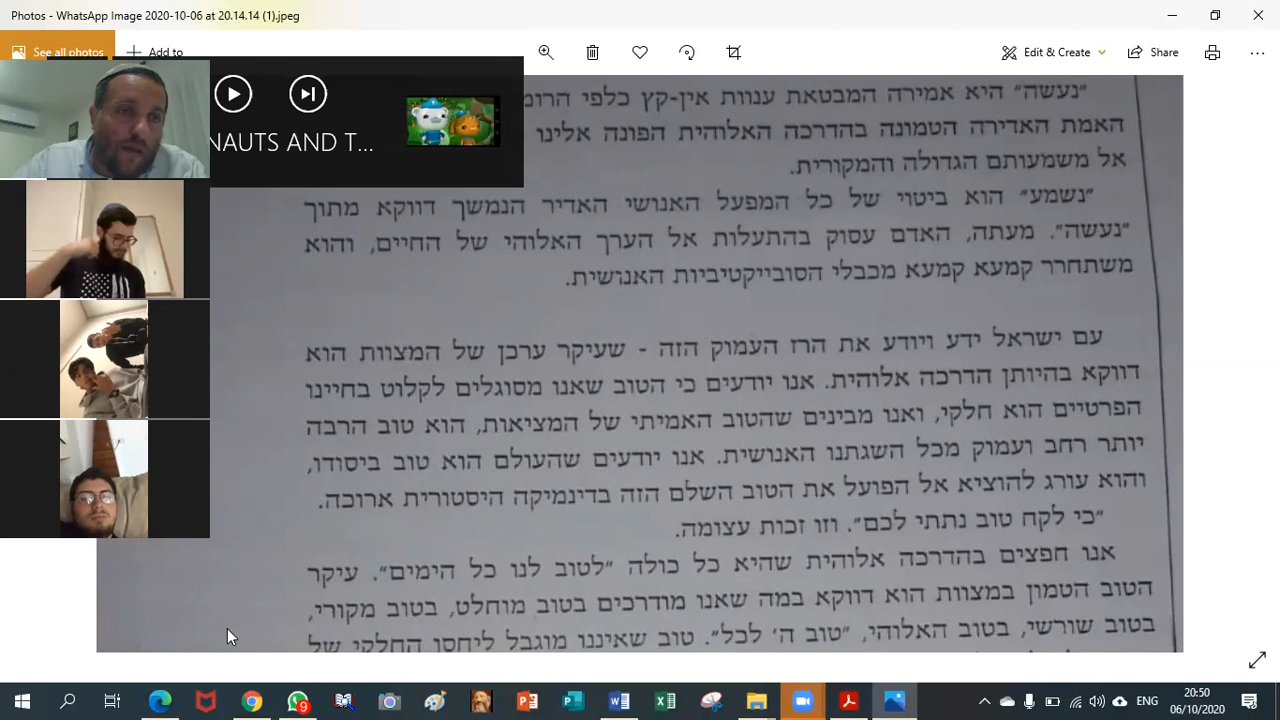 Photos - WhatsApp Image 2020-10-06 at 20.14.14 (1).jpeg
See all photos
Add to
Edit & Create
Share
NAUTS AND T...
"נעשה" היא אמירה המבטאת ענוות אין-קץ כלפי
האמת האדירה הטמונה בהדרכה האלוהית הפונה אלינו
אל משמעותם הגדולה והמקורית.
"נשמע" הוא ביטוי של כל המפעל האנושי האדיר הנמשך דווקא מתוך
"נעשה". מעתה, האדם עסוק בהתעלות אל הערך האלוהי של החיים, והוא
משתחרר קמעא קמעא מכבלי הסובייקטיביות האנושית.
עם ישראל ידע ויודע את הרז העמוק הזה - שעיקר ערכן של המצוות הוא
דווקא בהיותן הדרכה אלוהית. אנו יודעים כי הטוב שאנו מסוגלים לקלוט בחיינו
הפרטיים הוא חלקי, ואנו מבינים שהטוב האמיתי של המציאות, הוא טוב הרבה
יותר רחב ועמוק מכל השגתנו האנושית. אנו יודעים שהעולם הוא טוב ביסודו,
והוא עורג להוציא אל הפועל את הטוב השלם הזה בדינמיקה היסטורית ארוכה.
"כי לקח טוב נתתי לכם". וזו זכות עצומה.
אנו חפצים בהדרכה אלוהית שהיא כל כולה "לטוב לנו כל הימים". עיקר
הטוב הטמון במצוות הוא דווקא במה שאנו מודרכים בטוב מוחלט, בטוב מקורי,
בטוב שורשי, בטוב האלוהי, "טוב ה' לכל". טוב שאיננו מוגבל ליחסו החלקי של
9
ENG
20:50
06/10/2020